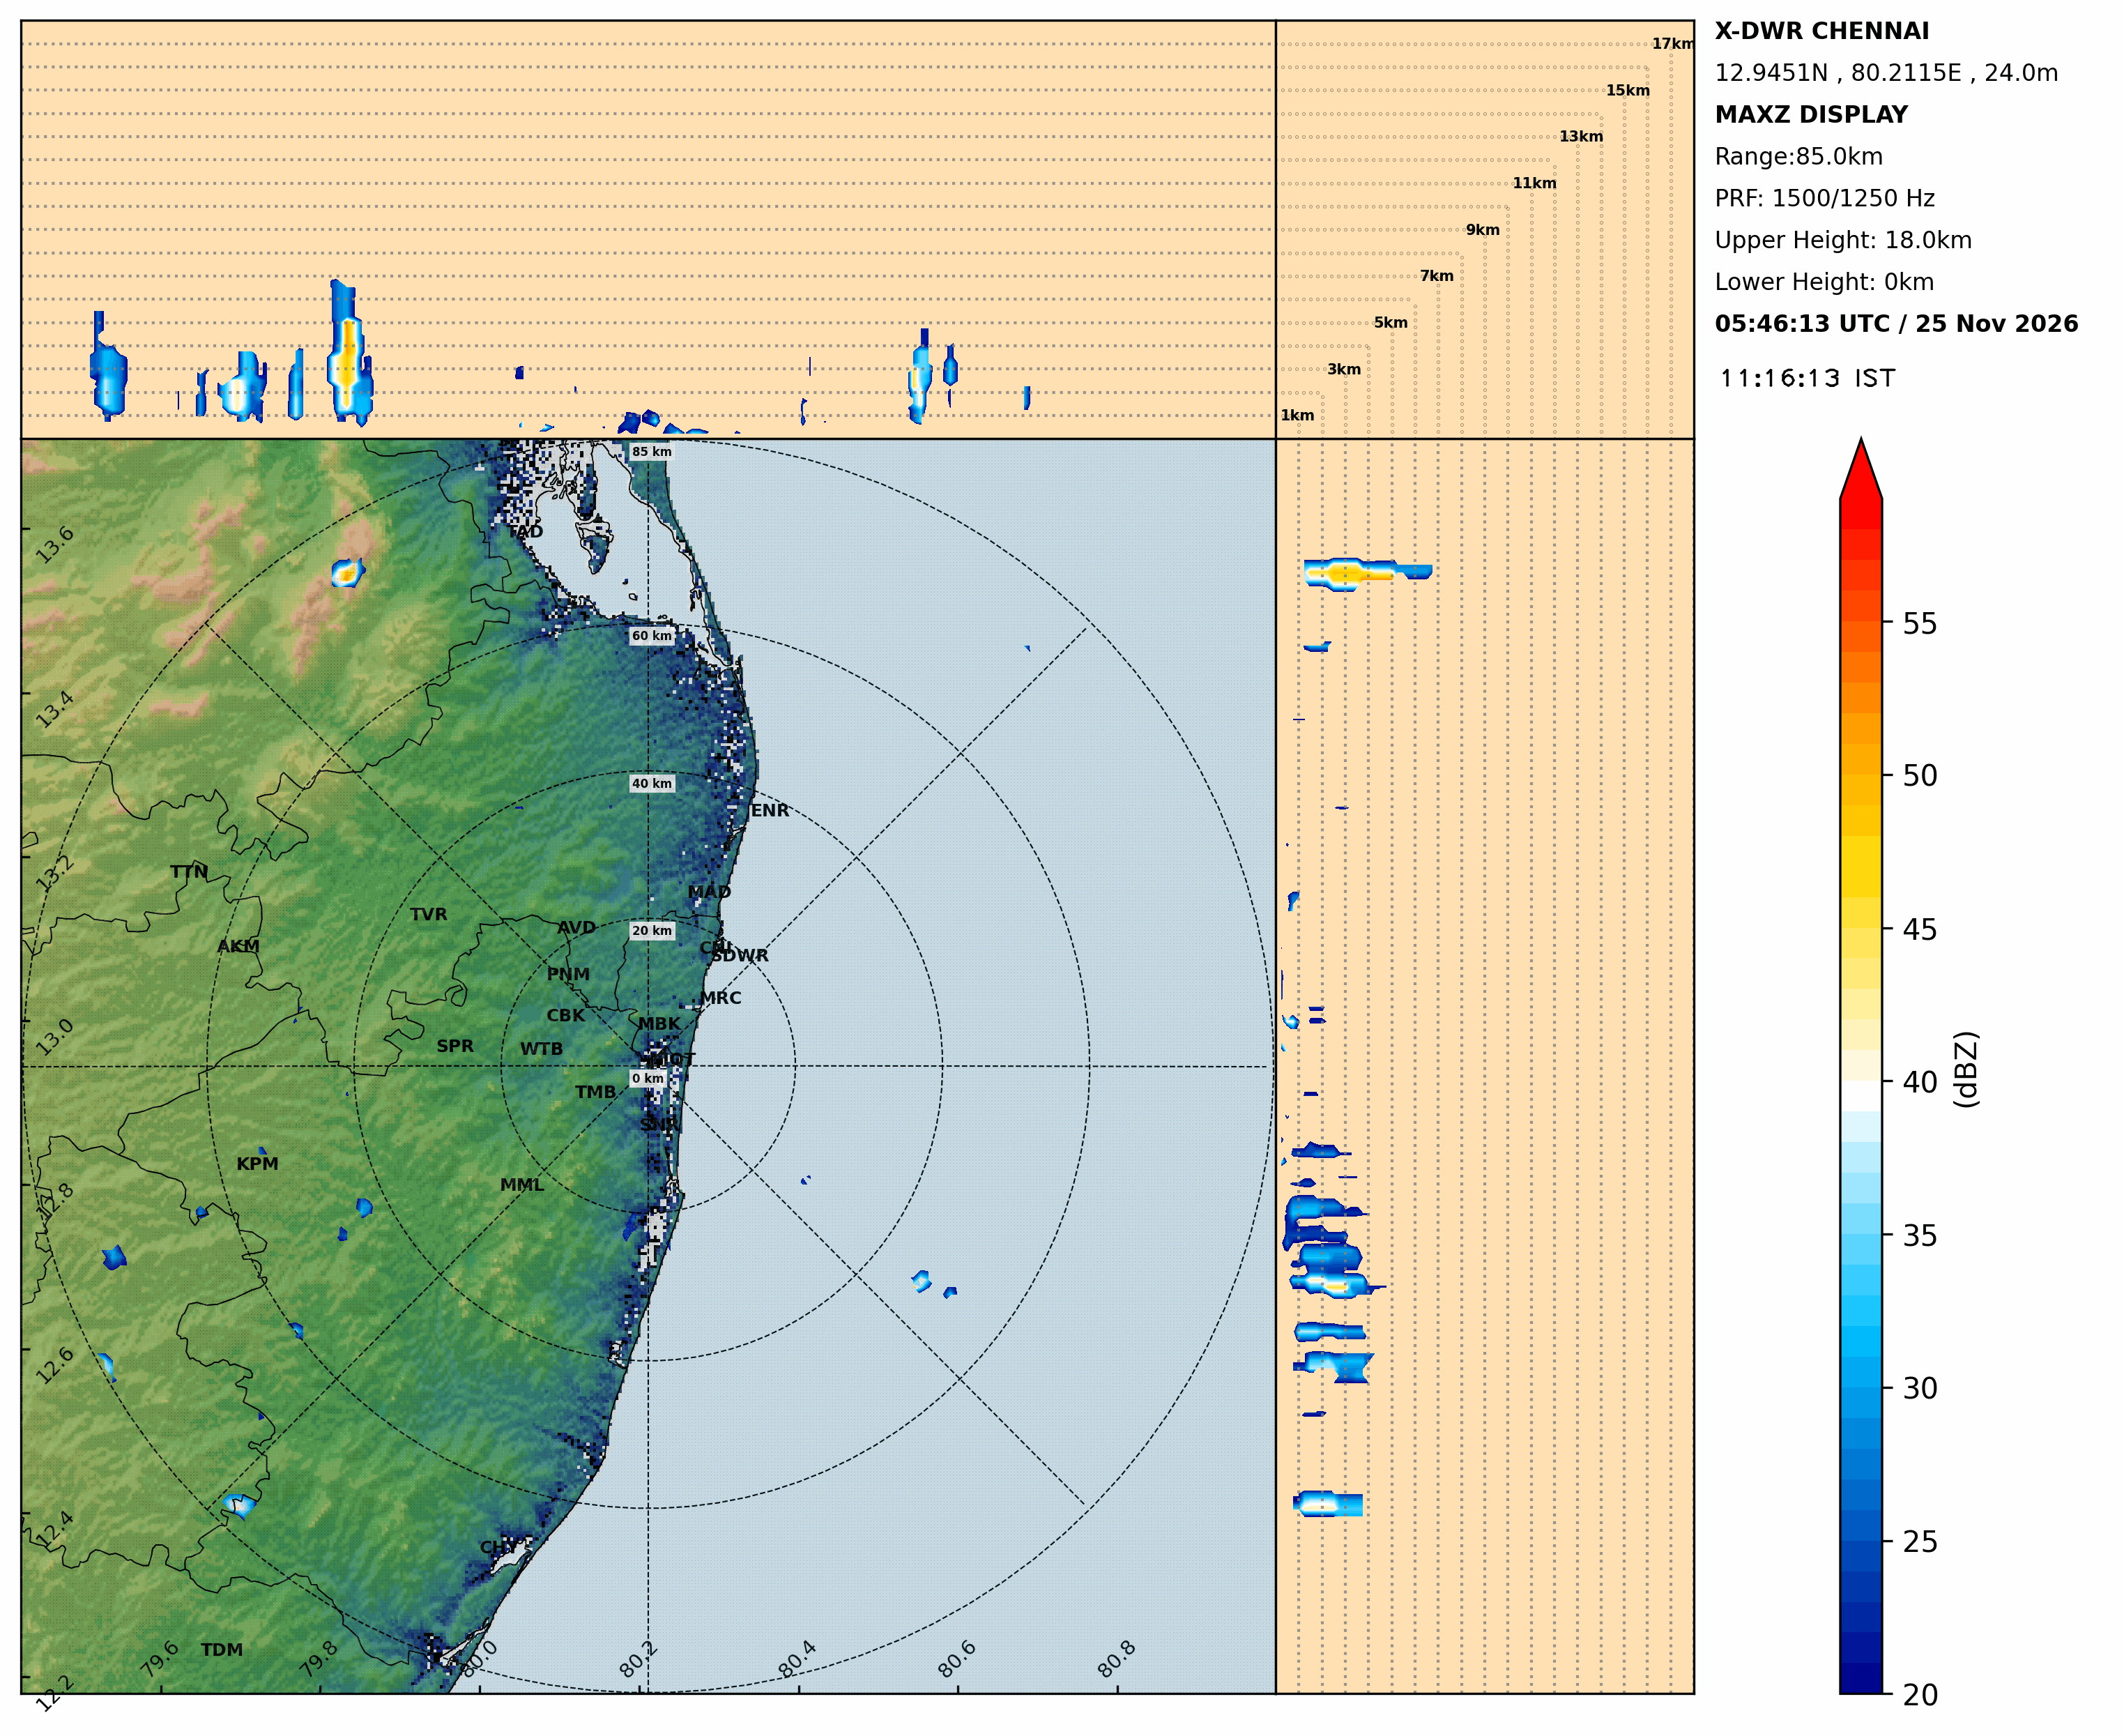 X-DWR CHENNAI
12.9451N , 80.2115E , 24.0m
MAXZ DISPLAY
Range:85.0km
PRF: 1500/1250 Hz
Upper Height: 18.0km
Lower Height: 0km
05:46:13 UTC / 25 Nov 2026
11:16:13 IST
17km
15km
13km
11km
9km
7km
5km
3km
1km
85 km
TAD
13.6
60 km
13.4
40 km
ENR
13.2
TTN
MAD
TVR
AVD
20 km
AKM
SDWR
PNM
MRC
CBK
MBK
13.0
SPR
WTB
0 km
TMB
SNR
KPM
MML
12.8
12.6
12.4
CHY
TDM
12.2
79.6
79.8
80.0
80.2
80.4
80.6
80.8
55
50
45
40
35
30
25
20
(dBZ)